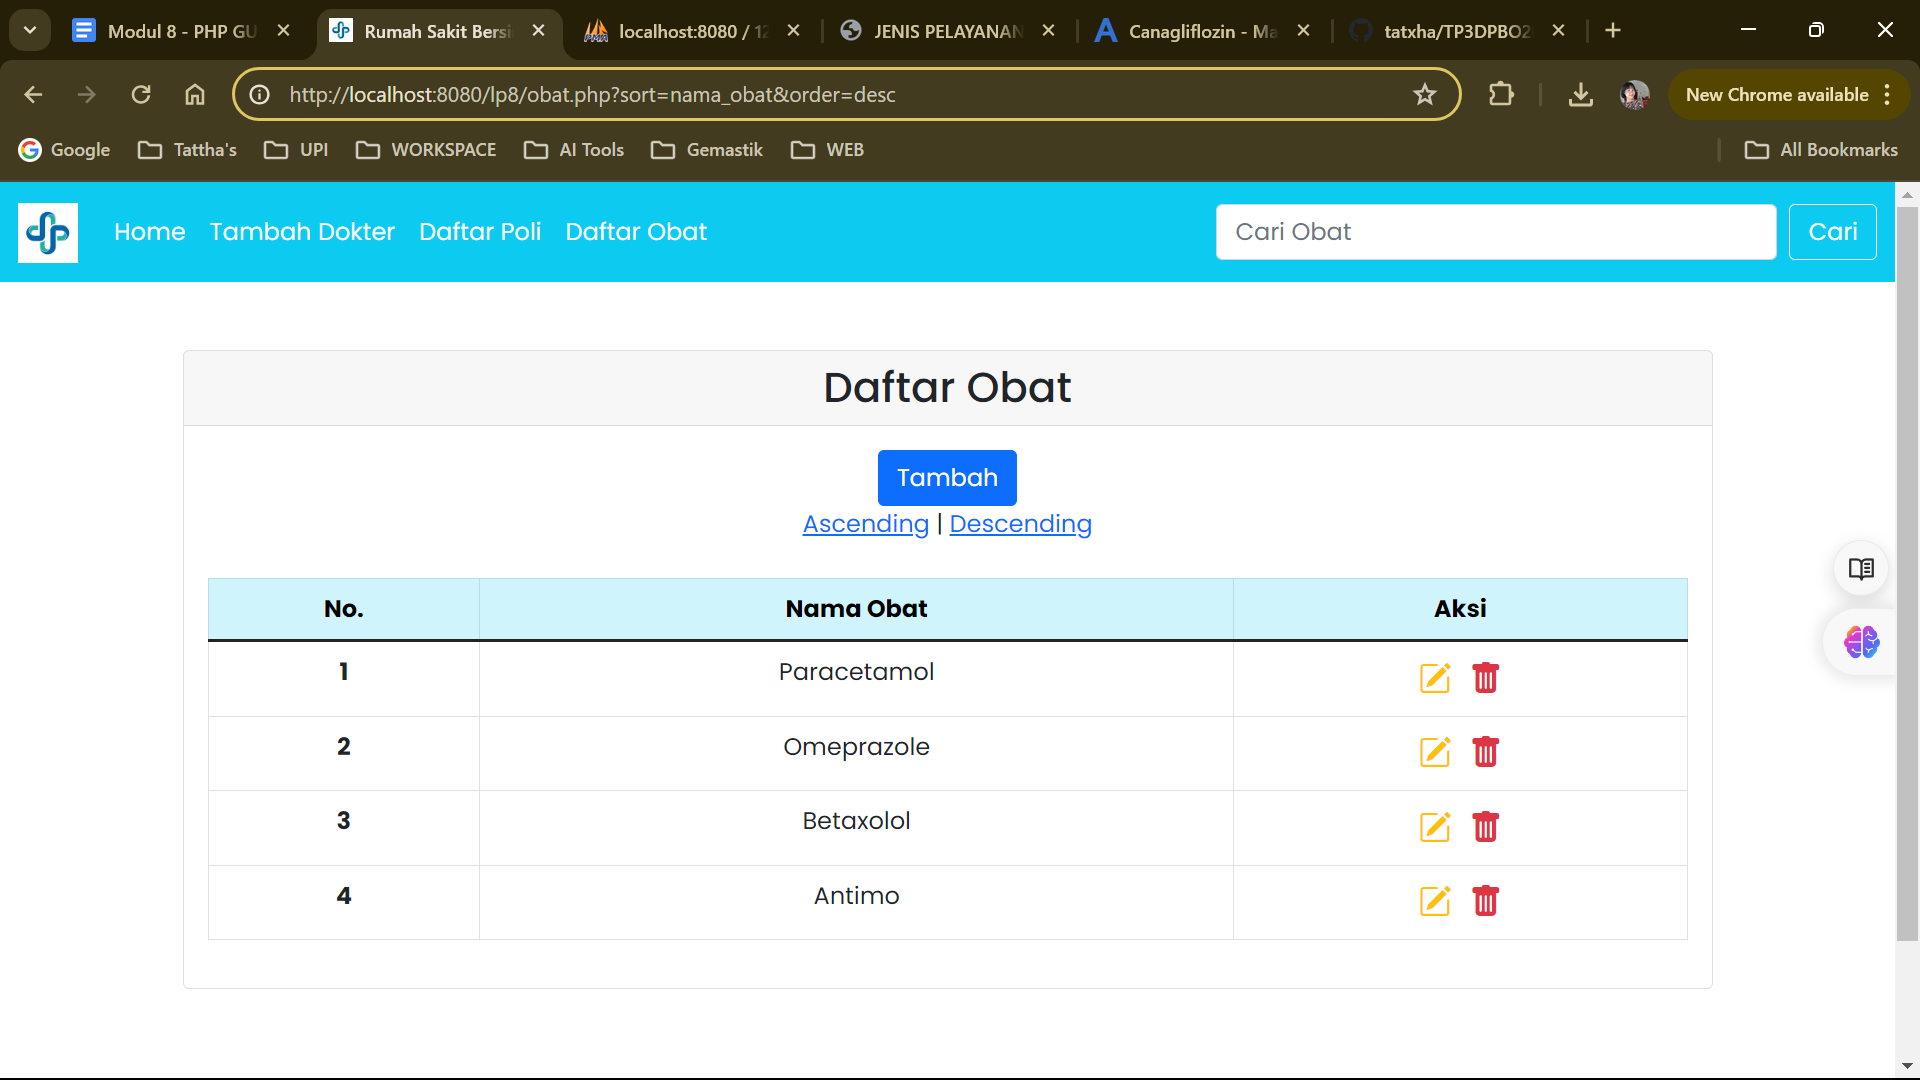 Modul 8 - PHP GU
Rumah Sakit Bersi
localhost:8080 / 12
JENIS PELAYANAN
Canagliflozin - Ma
tatxha/TP3DPBO2
http://localhost:8080/lp8/obat.php?sort=nama_obat&order=desc
New Chrome available
Google
Tattha's
UPI
WORKSPACE
AI Tools
Gemastik
WEB
All Bookmarks
Home
Tambah Dokter
Daftar Poli
Daftar Obat
Cari Obat
Cari
Daftar Obat
Tambah
Ascending | Descending
No. Nama Obat Aksi
1 Paracetamol
2 Omeprazole
3 Betaxolol
4 Antimo